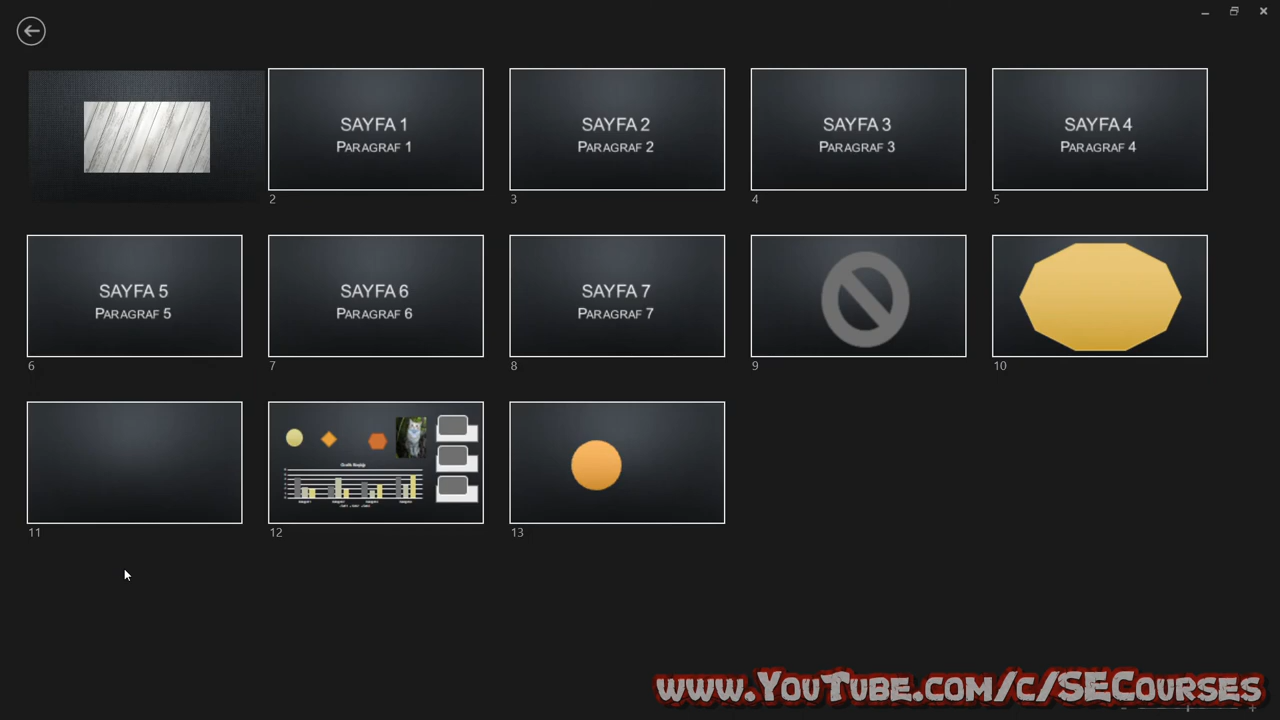 SAYFA 1
PARAGRAF 1
2
SAYFA 2
PARAGRAF 2
3
SAYFA 3
PARAGRAF 3
4
SAYFA 4
PARAGRAF 4
5
SAYFA 5
PARAGRAF 5
6
SAYFA 6
PARAGRAF 6
7
SAYFA 7
PARAGRAF 7
8
9
10
11
12
13
www.YouTube.com/c/SECourses